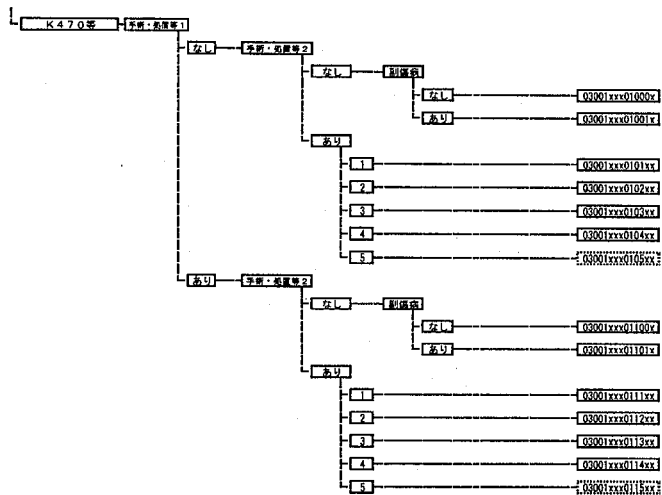 K470等 手術・処置等1
なし 手術・処置等2
なし 副傷病
なし 03001xxx01000x
あり 03001xxx01001x
あり
1 03001xxx0101xx
2 03001xxx0102xx
3 03001xxx0103xx
4 03001xxx0104xx
5 03001xxx0105xx
あり 手術・処置等2
なし 副傷病
なし 03001xxx01100x
あり 03001xxx01101x
あり
1 03001xxx0111xx
2 03001xxx0112xx
3 03001xxx0113xx
4 03001xxx0114xx
5 03001xxx0115xx